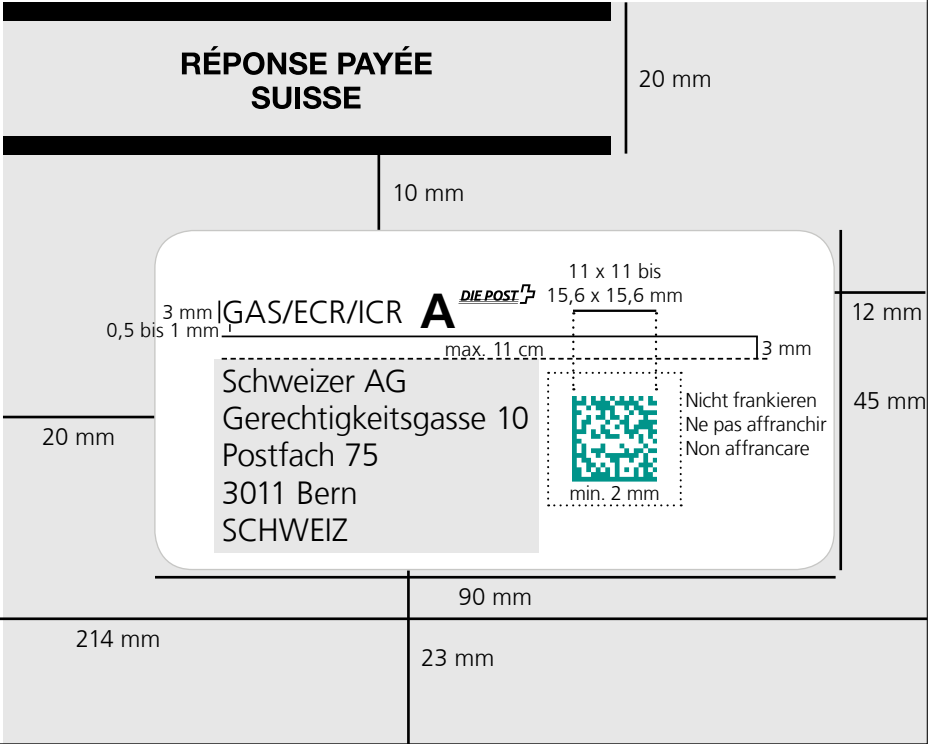 RÉPONSE PAYÉE
SUISSE
20 mm
10 mm
11 x 11 bis
15,6 x 15,6 mm
3 mm
GAS/ECR/ICR A DIE POST
0,5 bis 1 mm
12 mm
max. 11 cm
3 mm
Schweizer AG
Gerechtigkeitsgasse 10
Postfach 75
3011 Bern
SCHWEIZ
Nicht frankieren
Ne pas affranchir
Non affrancare
min. 2 mm
45 mm
20 mm
90 mm
214 mm
23 mm